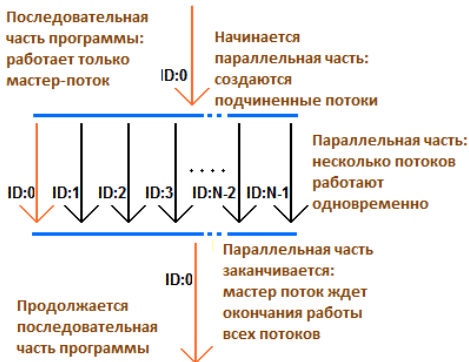 Последовательная
часть программы:
работает только
мастер-поток
ID:0
Начинается
параллельная часть:
создаются
подчиненные потоки
Параллельная часть:
несколько потоков
работают
одновременно
ID:0 ID:1 ID:2 ID:3 .... ID:N-2 ID:N-1
ID:0
Параллельная часть
заканчивается:
мастер поток ждет
окончания работы
всех потоков
Продолжается
последовательная
часть программы